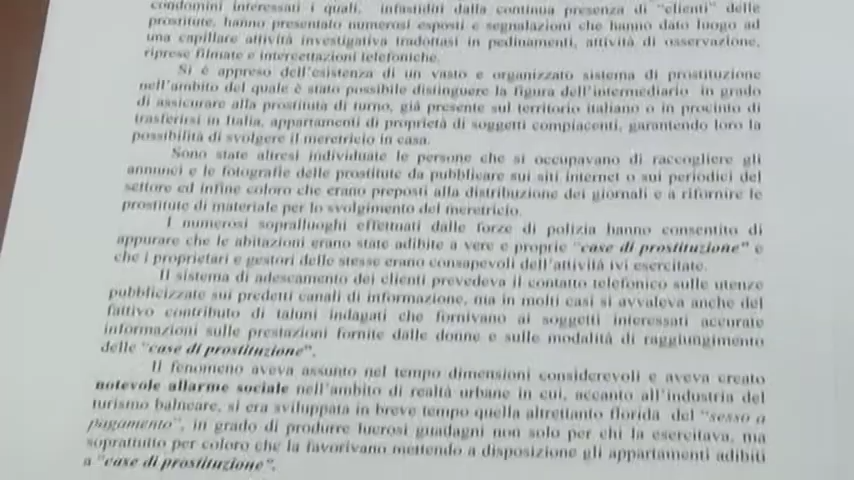 condomini interessati i quali, infastiditi dalla continua presenza di "clienti" delle
prostitute, hanno presentato numerosi esposti e segnalazioni che hanno dato luogo ad
una capillare attività investigativa tradottasi in pedinamenti, attività di osservazione,
riprese filmate e intercettazioni telefoniche.
Si è appreso dell'esistenza di un vasto e organizzato sistema di prostituzione
nell'ambito del quale è stato possibile distinguere la figura dell'intermediario in grado
di assicurare alla prostituta di turno, già presente sul territorio italiano o in procinto di
trasferirsi in Italia, appartamenti di proprietà di soggetti compiacenti, garantendo loro la
possibilità di svolgere il meretricio in casa.
Sono state altresì individuate le persone che si occupavano di raccogliere gli
annunci e le fotografie delle prostitute da pubblicare sui siti internet o sui periodici del
settore ed infine coloro che erano preposti alla distribuzione dei giornali e a rifornire le
prostitute di materiale per lo svolgimento del meretricio.
I numerosi sopralluoghi effettuati dalle forze di polizia hanno consentito di
appurare che le abitazioni erano state adibite a vere e proprie "case di prostituzione" e
che i proprietari e gestori delle stesse erano consapevoli dell'attività ivi esercitate.
Il sistema di adescamento dei clienti prevedeva il contatto telefonico sulle utenze
pubblicizzate sui predetti canali di informazione, ma in molti casi si avvaleva anche del
fattivo contributo di taluni indagati che fornivano ai soggetti interessati accurate
informazioni sulle prestazioni fornite dalle donne e sulle modalità di raggiungimento
delle "case di prostituzione".
Il fenomeno aveva assunto nel tempo dimensioni considerevoli e aveva creato
notevole allarme sociale nell'ambito di realtà urbane in cui, accanto all'industria del
turismo balneare, si era sviluppata in breve tempo quella altrettanto florida del "sesso a
pagamento", in grado di produrre lucrosi guadagni non solo per chi la esercitava, ma
soprattutto per coloro che la favorivano mettendo a disposizione gli appartamenti adibiti
a "case di prostituzione".